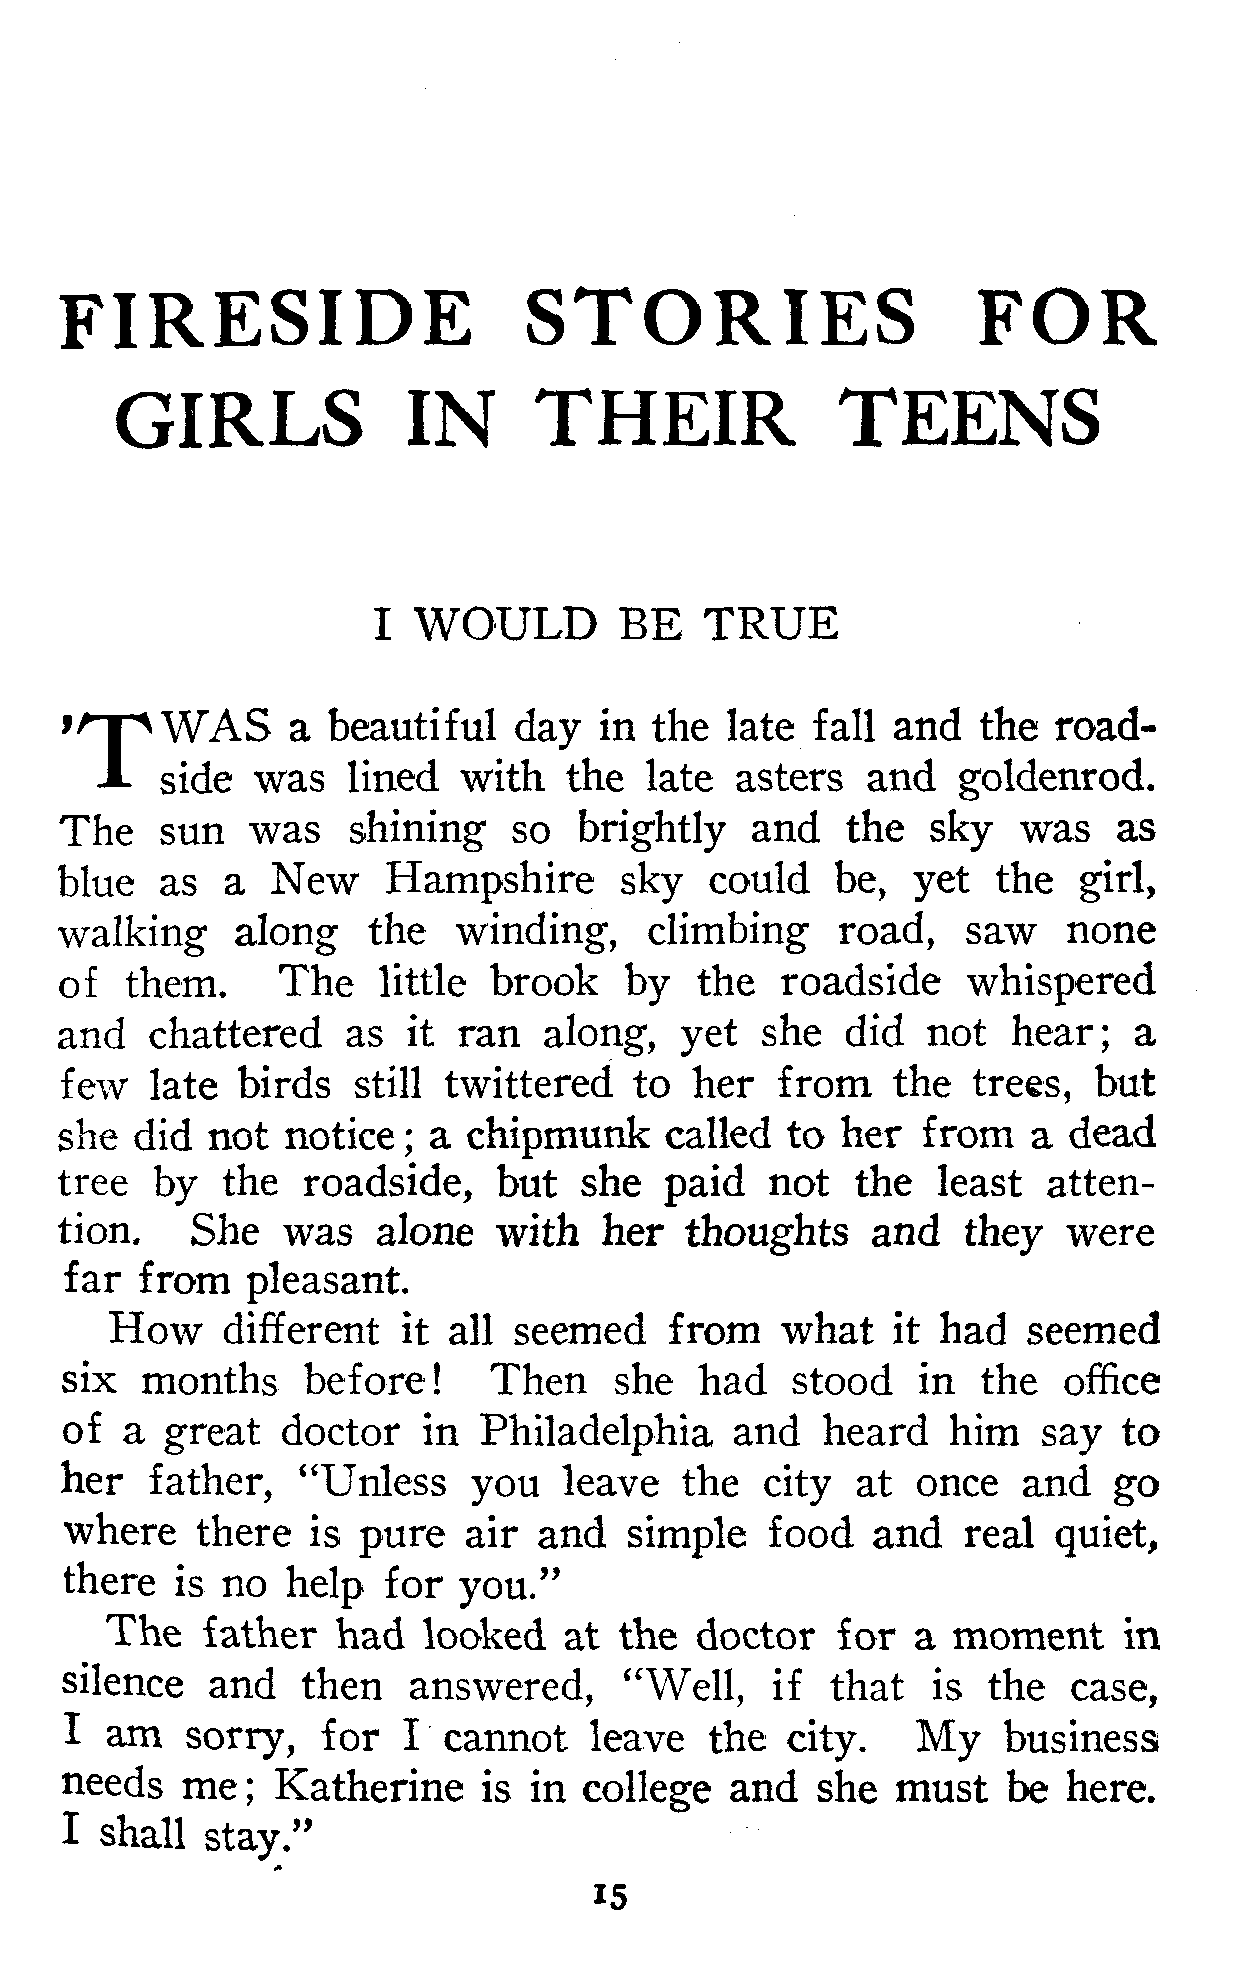 FIRESIDE STORIES FOR
GIRLS IN THEIR TEENS
I WOULD BE TRUE
'TWAS a beautiful day in the late fall and the road-
side was lined with the late asters and goldenrod.
The sun was shining so brightly and the sky was as
blue as a New Hampshire sky could be, yet the girl,
walking along the winding, climbing road, saw none
of them. The little brook by the roadside whispered
and chattered as it ran along, yet she did not hear; a
few late birds still twittered to her from the trees, but
she did not notice; a chipmunk called to her from a dead
tree by the roadside, but she paid not the least atten-
tion. She was alone with her thoughts and they were
far from pleasant.
How different it all seemed from what it had seemed
six months before! Then she had stood in the office
of a great doctor in Philadelphia and heard him say to
her father, "Unless you leave the city at once and go
where there is pure air and simple food and real quiet,
there is no help for you."
The father had looked at the doctor for a moment in
silence and then answered, "Well, if that is the case,
I am sorry, for I cannot leave the city. My business
needs me; Katherine is in college and she must be here.
I shall stay."
15